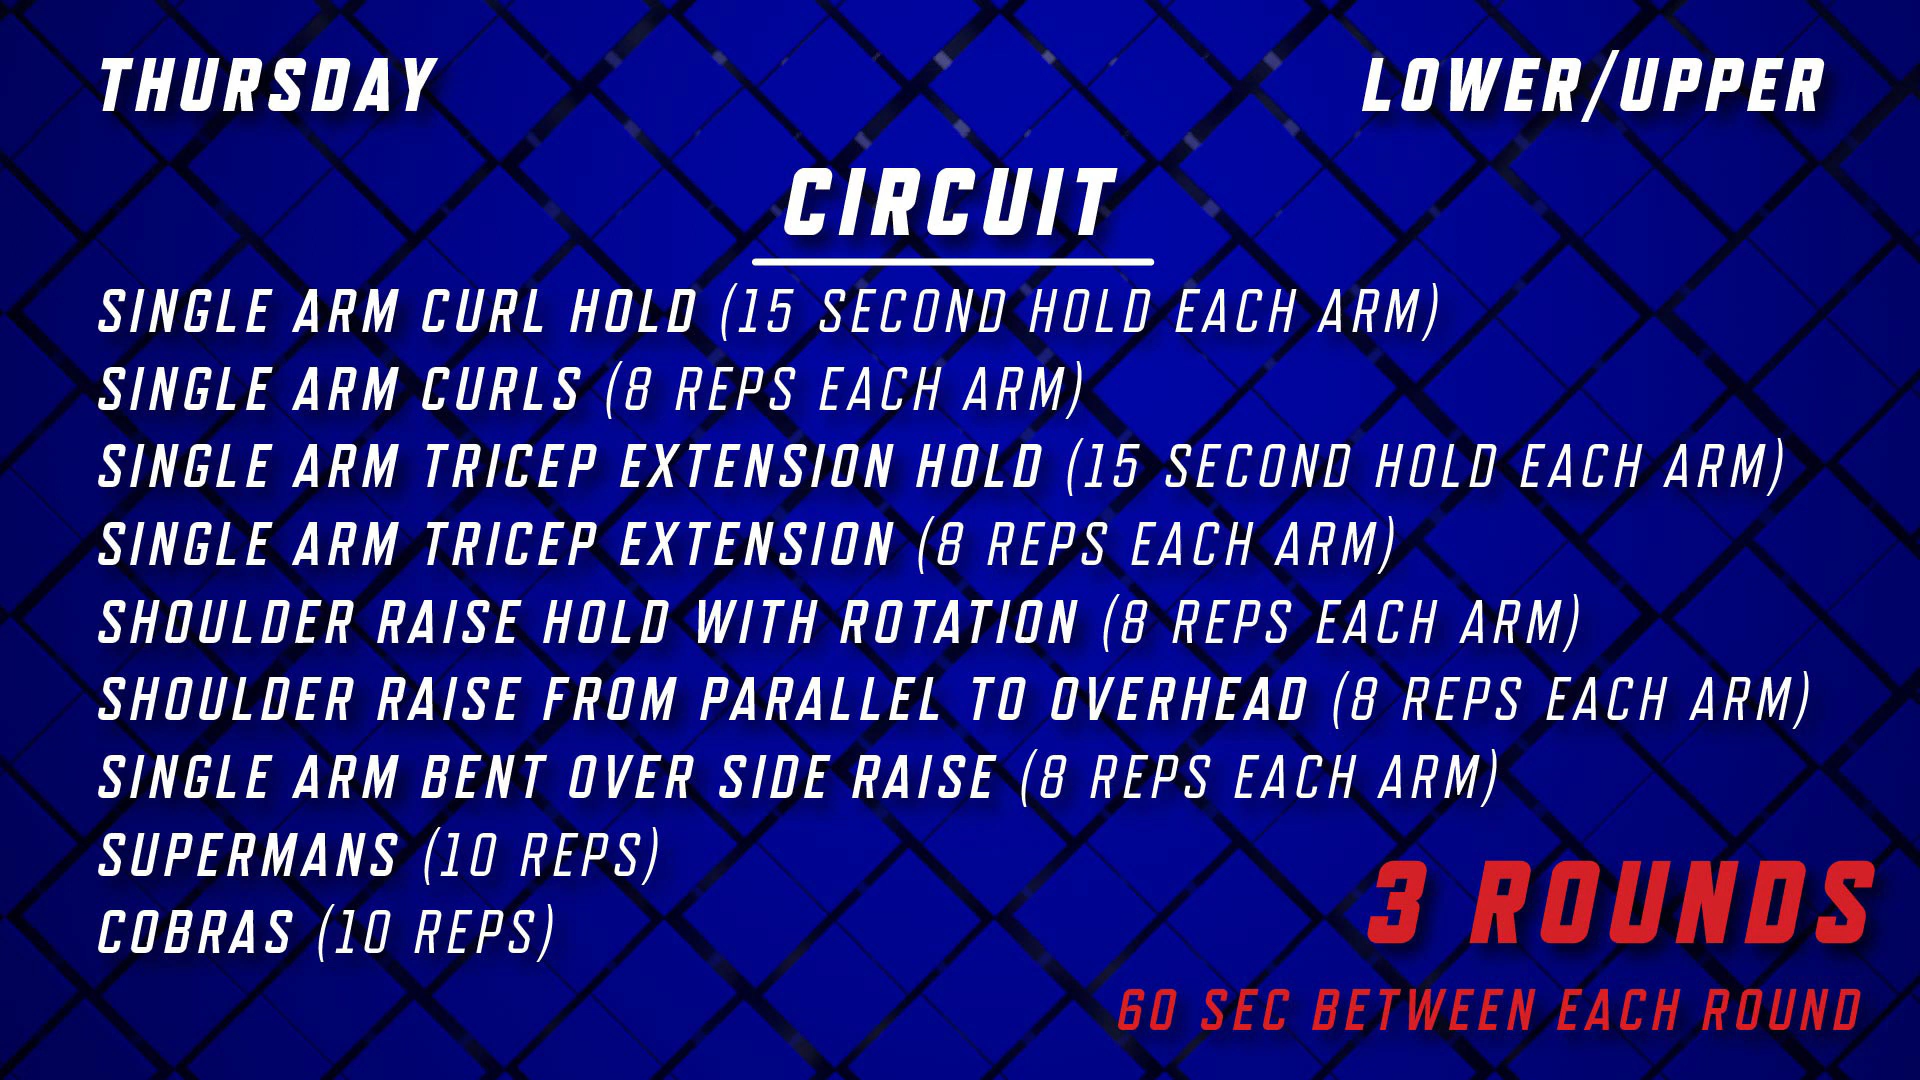 THURSDAY
LOWER/UPPER
CIRCUIT
SINGLE ARM CURL HOLD (15 SECOND HOLD EACH ARM)
SINGLE ARM CURLS (8 REPS EACH ARM)
SINGLE ARM TRICEP EXTENSION HOLD (15 SECOND HOLD EACH ARM)
SINGLE ARM TRICEP EXTENSION (8 REPS EACH ARM)
SHOULDER RAISE HOLD WITH ROTATION (8 REPS EACH ARM)
SHOULDER RAISE FROM PARALLEL TO OVERHEAD (8 REPS EACH ARM)
SINGLE ARM BENT OVER SIDE RAISE (8 REPS EACH ARM)
SUPERMANS (10 REPS)
COBRAS (10 REPS)
3 ROUNDS
60 SEC BETWEEN EACH ROUND